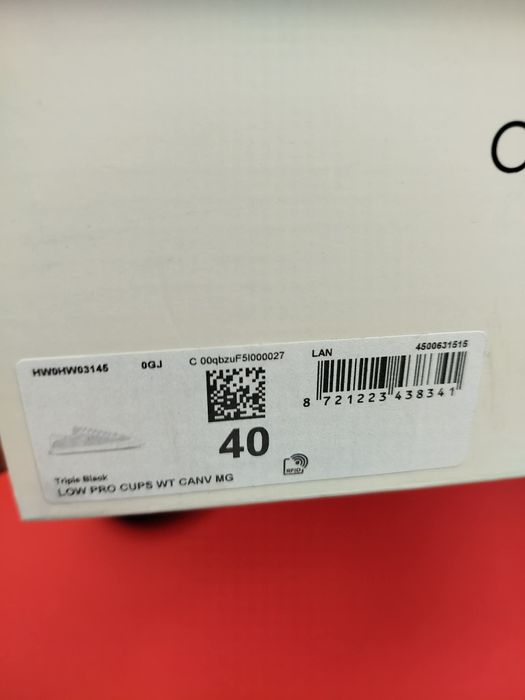 HW0HW03145 0GJ C 00qbzuF5I000027 LAN 4500631515
8 721223 438341
40
RFID
Triple Black
LOW PRO CUPS WT CANV MG